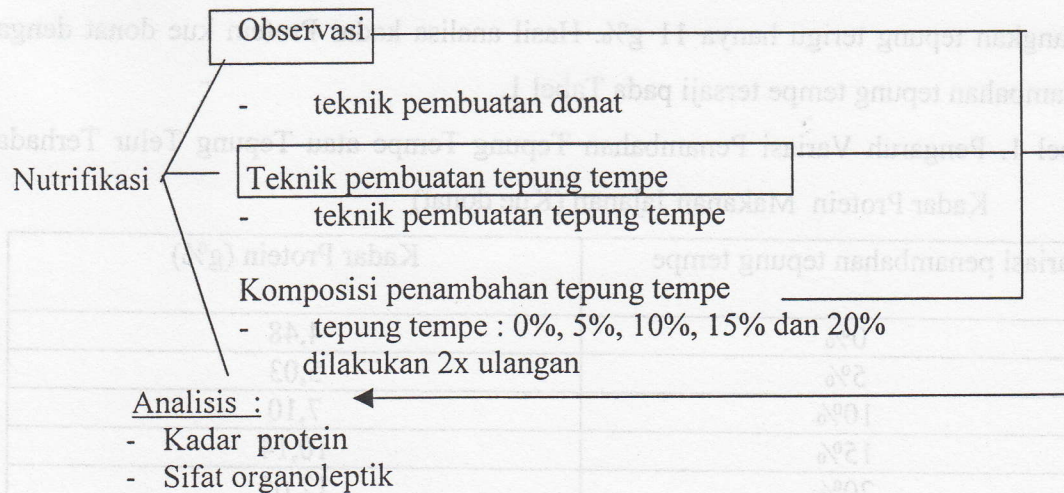 Observasi
- teknik pembuatan donat
Nutrifikasi
Teknik pembuatan tepung tempe
- teknik pembuatan tepung tempe
Komposisi penambahan tepung tempe
- tepung tempe : 0%, 5%, 10%, 15% dan 20%
dilakukan 2x ulangan
Analisis :
- Kadar protein
- Sifat organoleptik